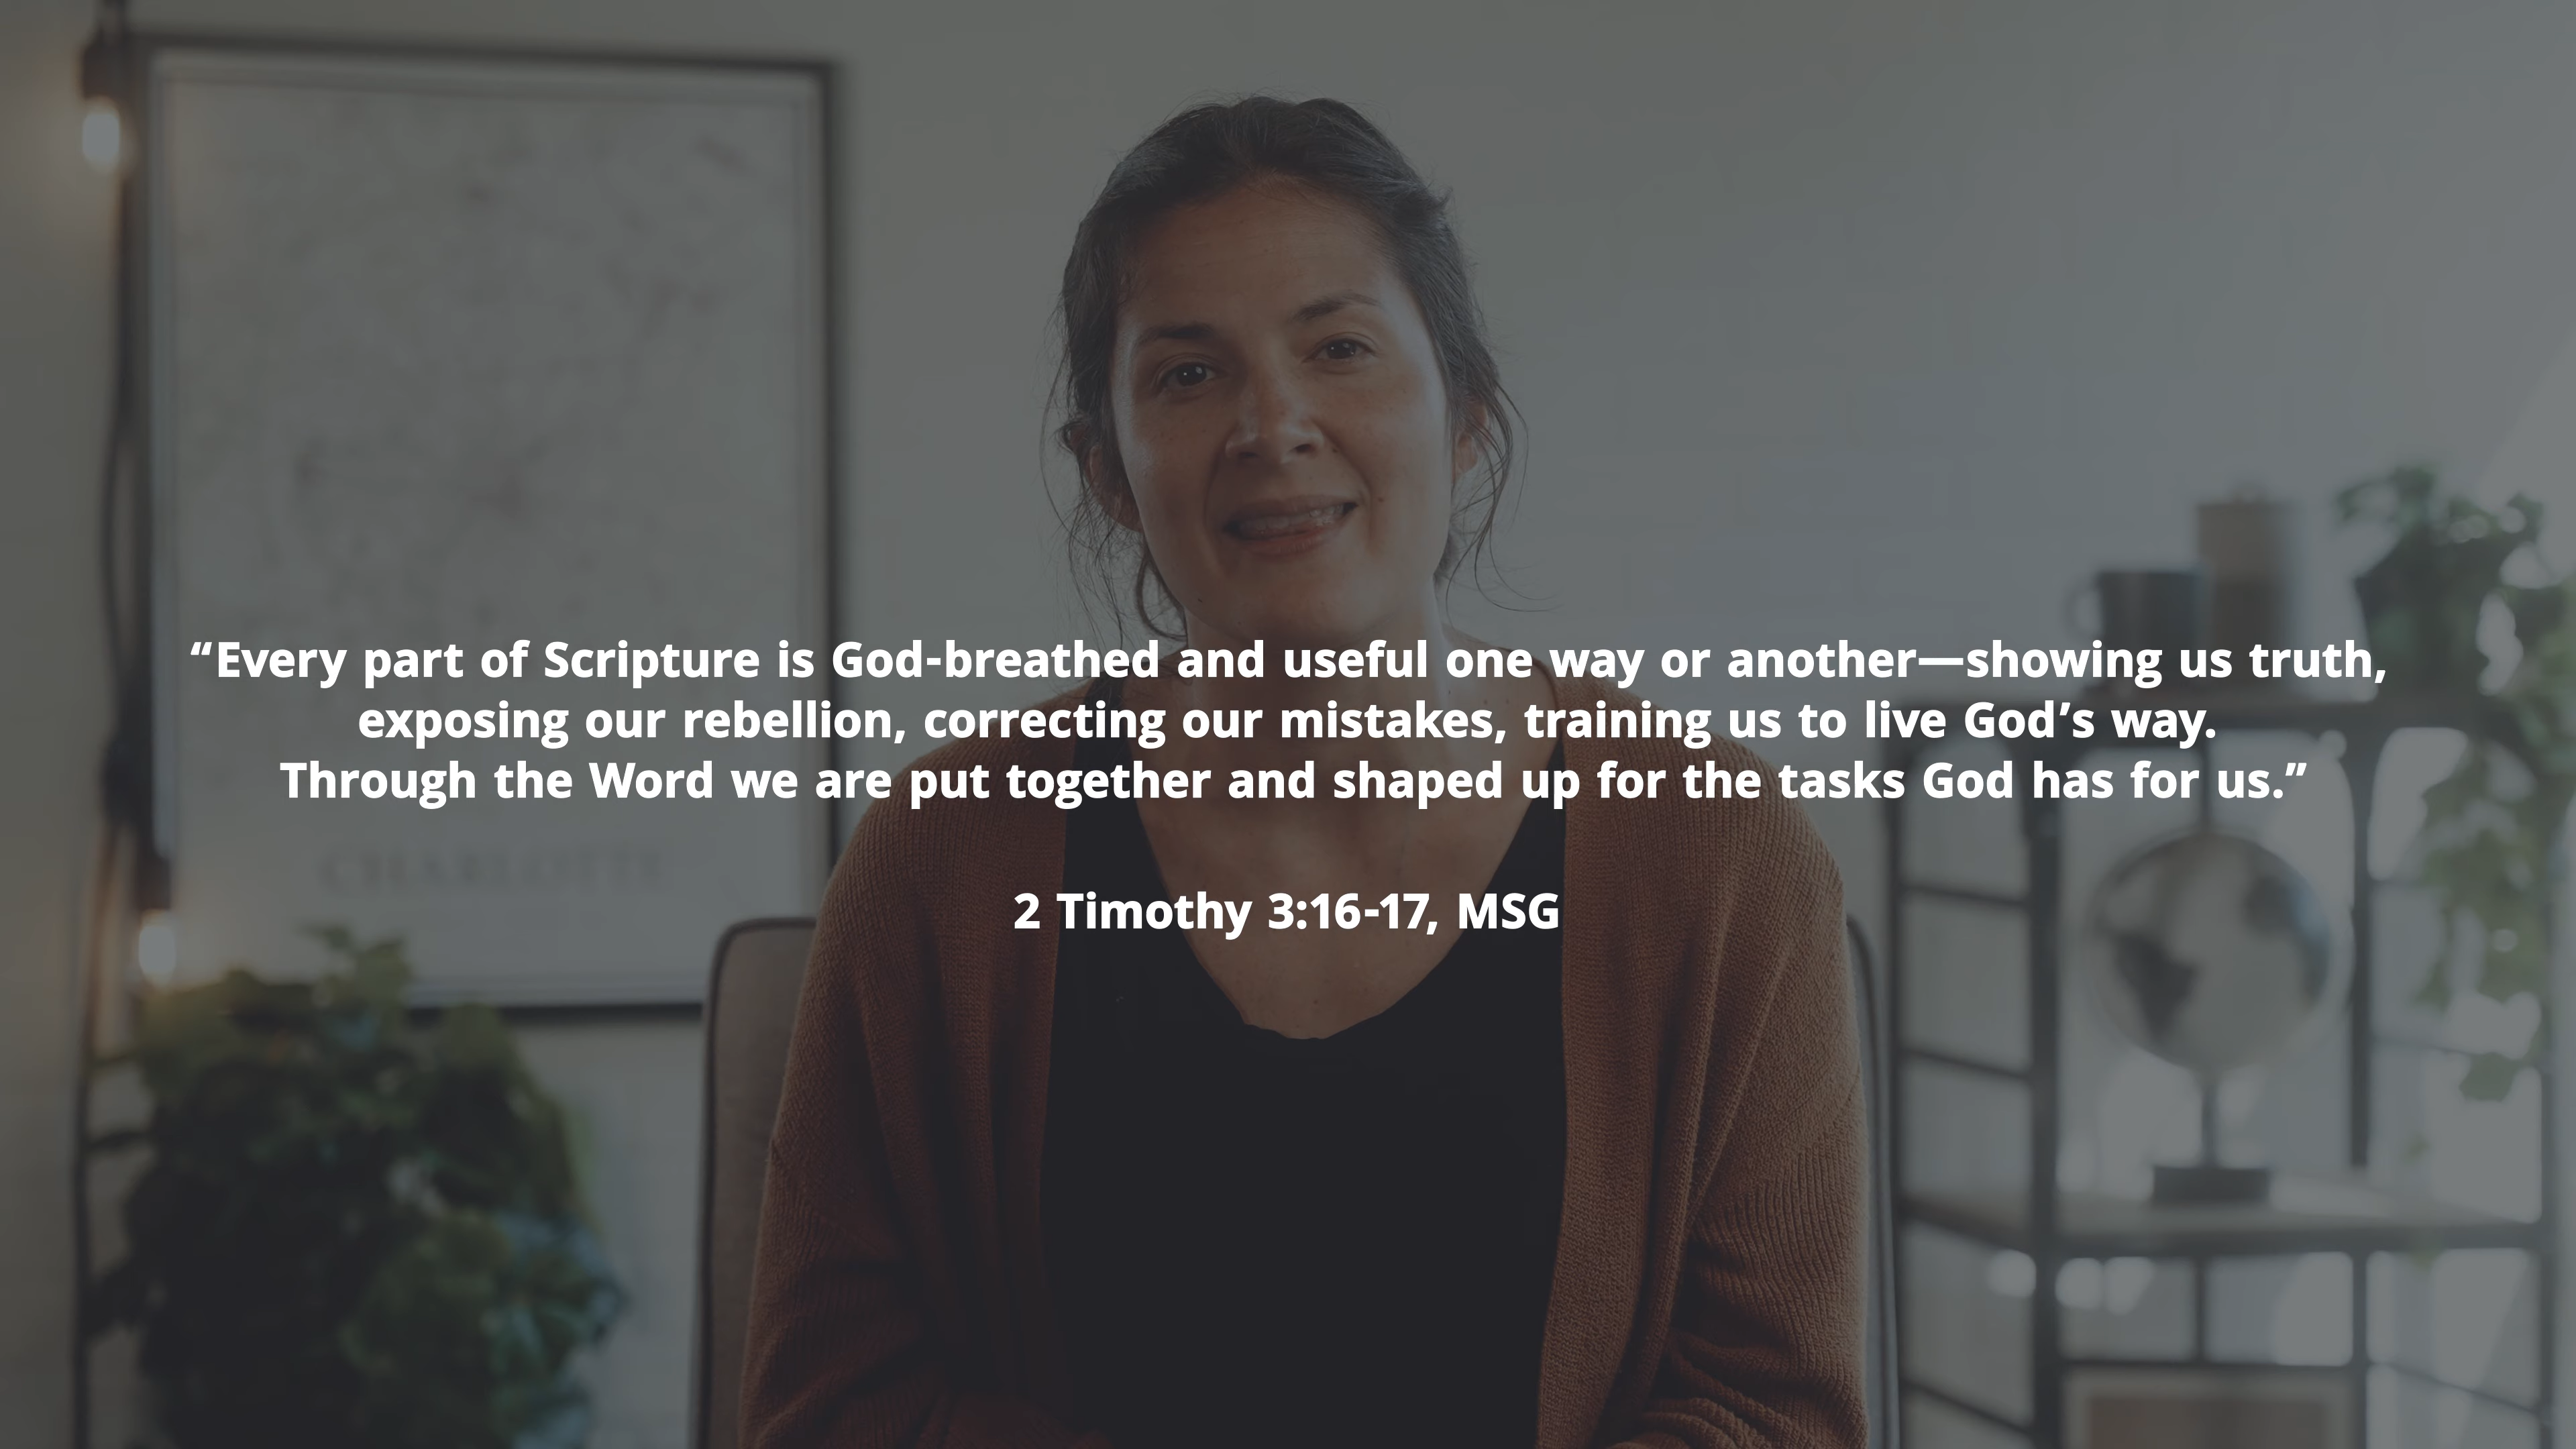 “Every part of Scripture is God-breathed and useful one way or another—showing us truth,
exposing our rebellion, correcting our mistakes, training us to live God’s way.
Through the Word we are put together and shaped up for the tasks God has for us.”
2 Timothy 3:16-17, MSG
CHARLOTTE